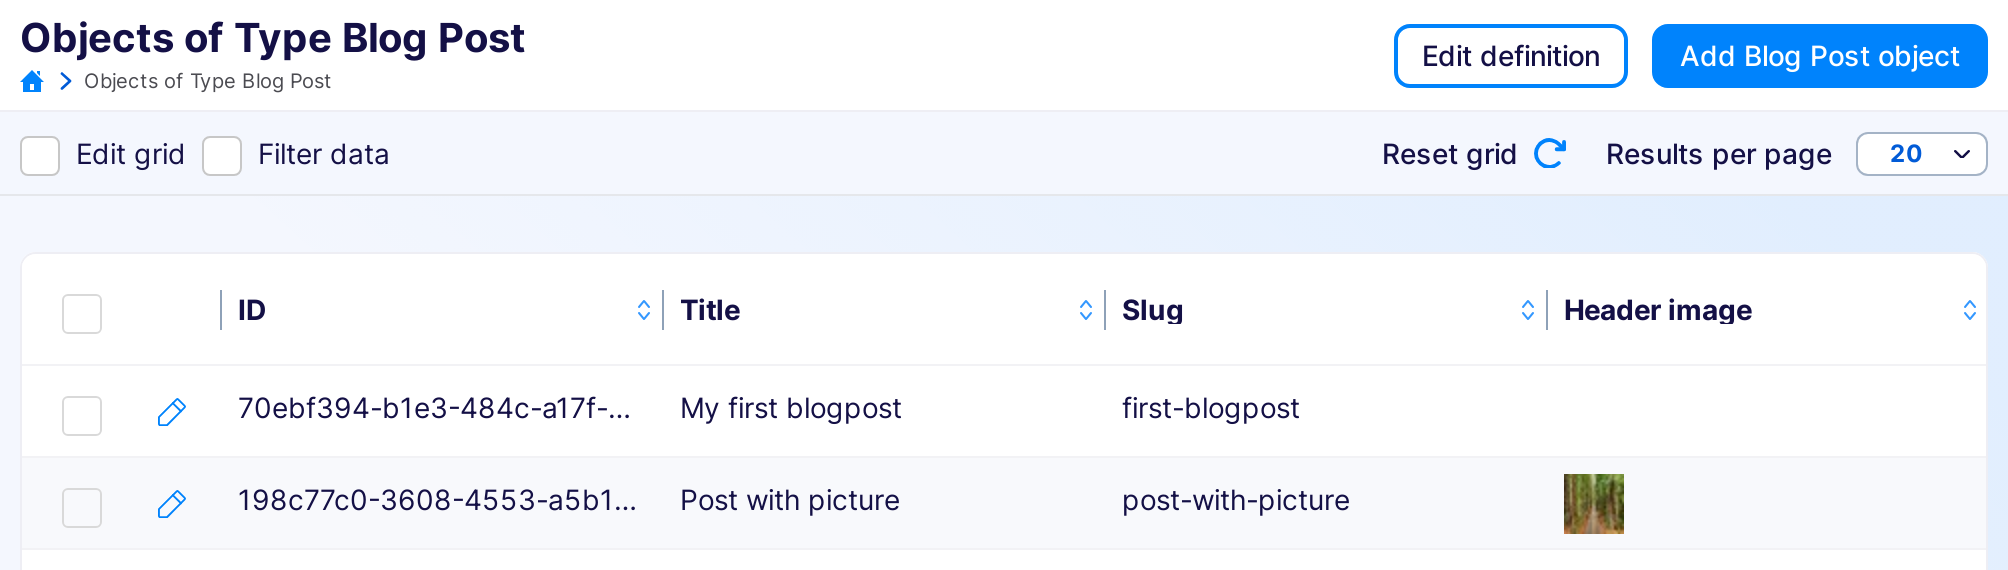 Objects of Type Blog Post
Objects of Type Blog Post
Edit definition
Add Blog Post object
Edit grid
Filter data
Reset grid
Results per page
20
ID Title Slug Header image
70ebf394-b1e3-484c-a17f-... My first blogpost first-blogpost
198c77c0-3608-4553-a5b1... Post with picture post-with-picture